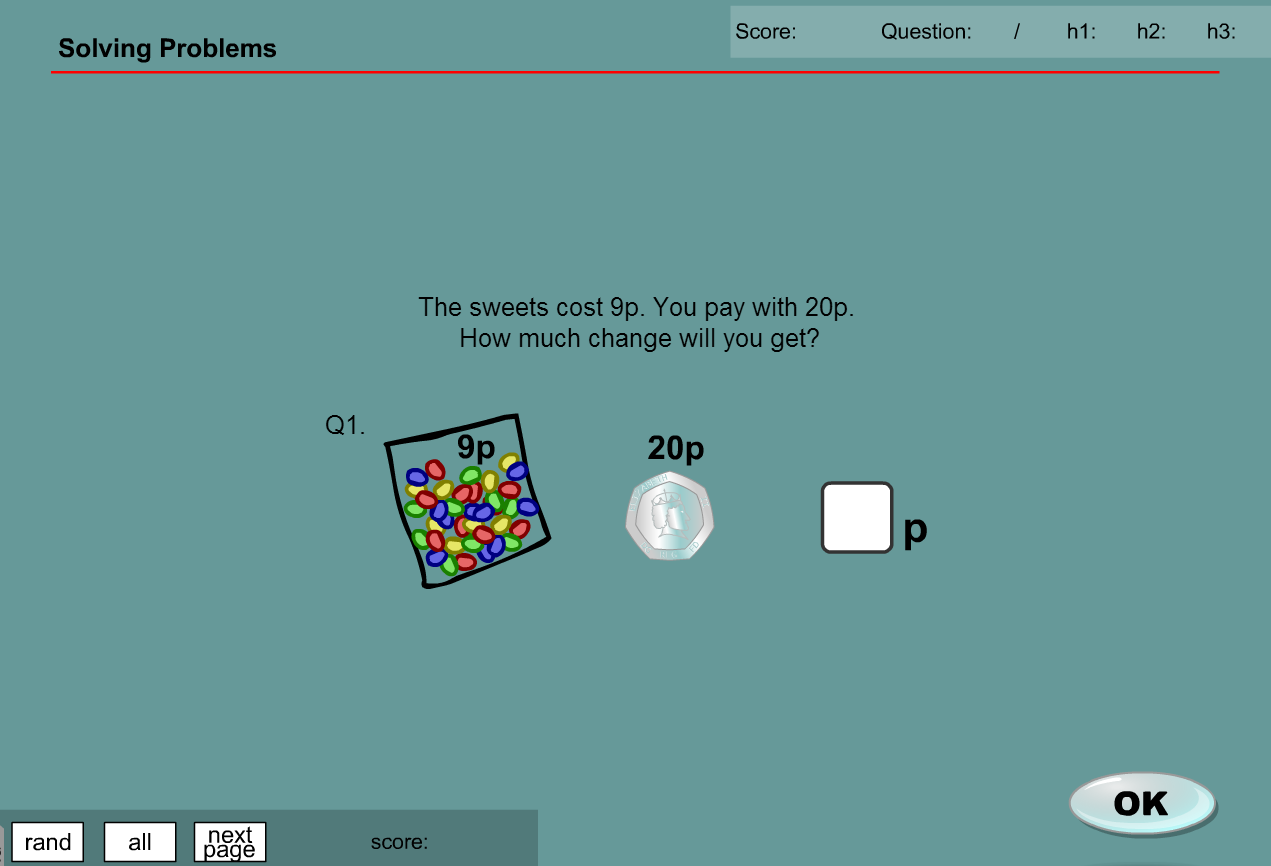 Solving Problems
Score: Question: / h1: h2: h3:
The sweets cost 9p. You pay with 20p.
How much change will you get?
Q1.
9p
20p
p
OK
rand
all
next
page
score: